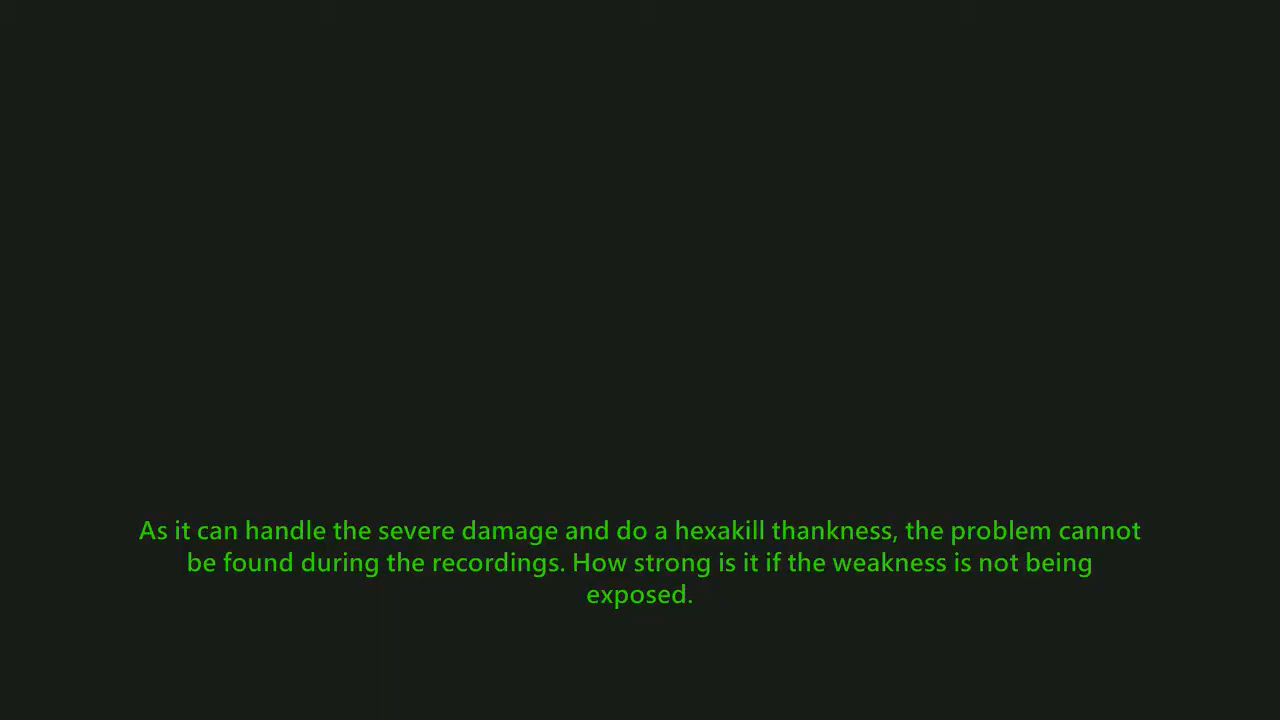 As it can handle the severe damage and do a hexakill thankness, the problem cannot
be found during the recordings. How strong is it if the weakness is not being
exposed.